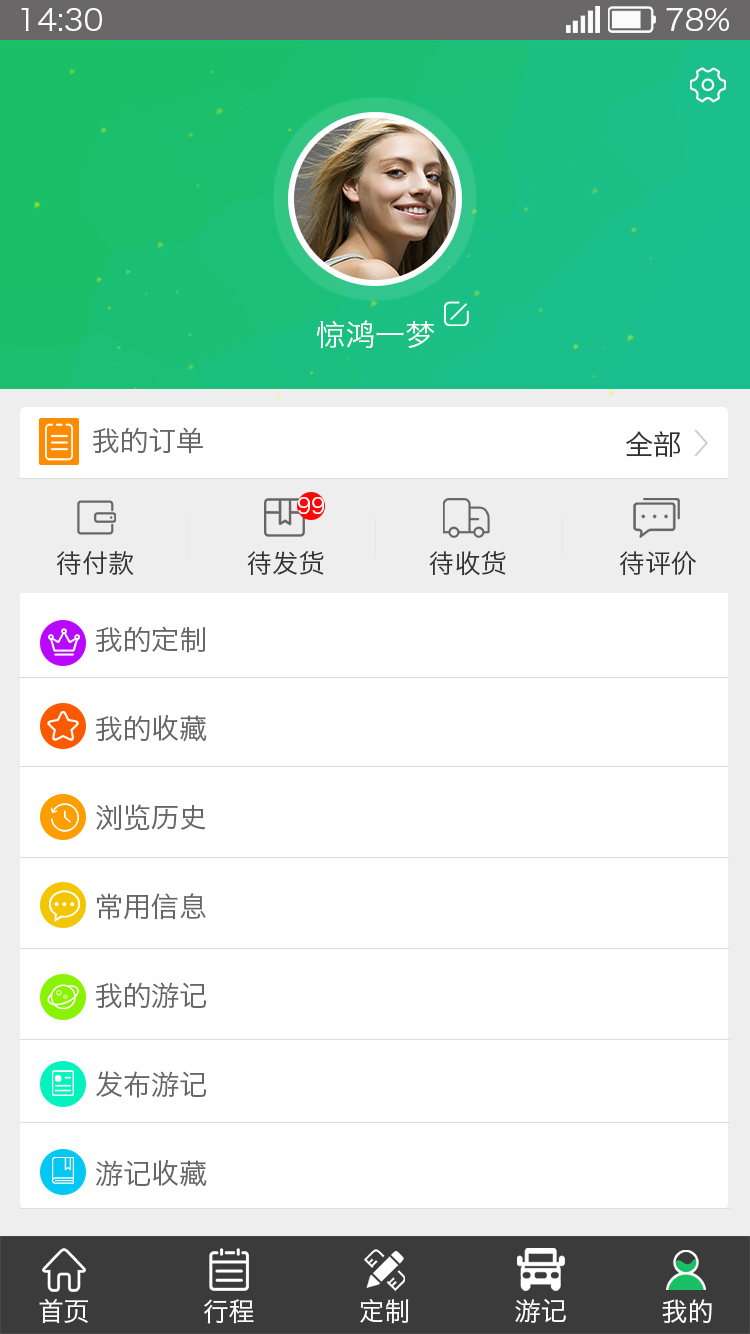 14:30 78%
惊鸿一梦
我的订单 全部
99
待付款 待发货 待收货 待评价
我的定制
我的收藏
浏览历史
常用信息
我的游记
发布游记
游记收藏
首页 行程 定制 游记 我的